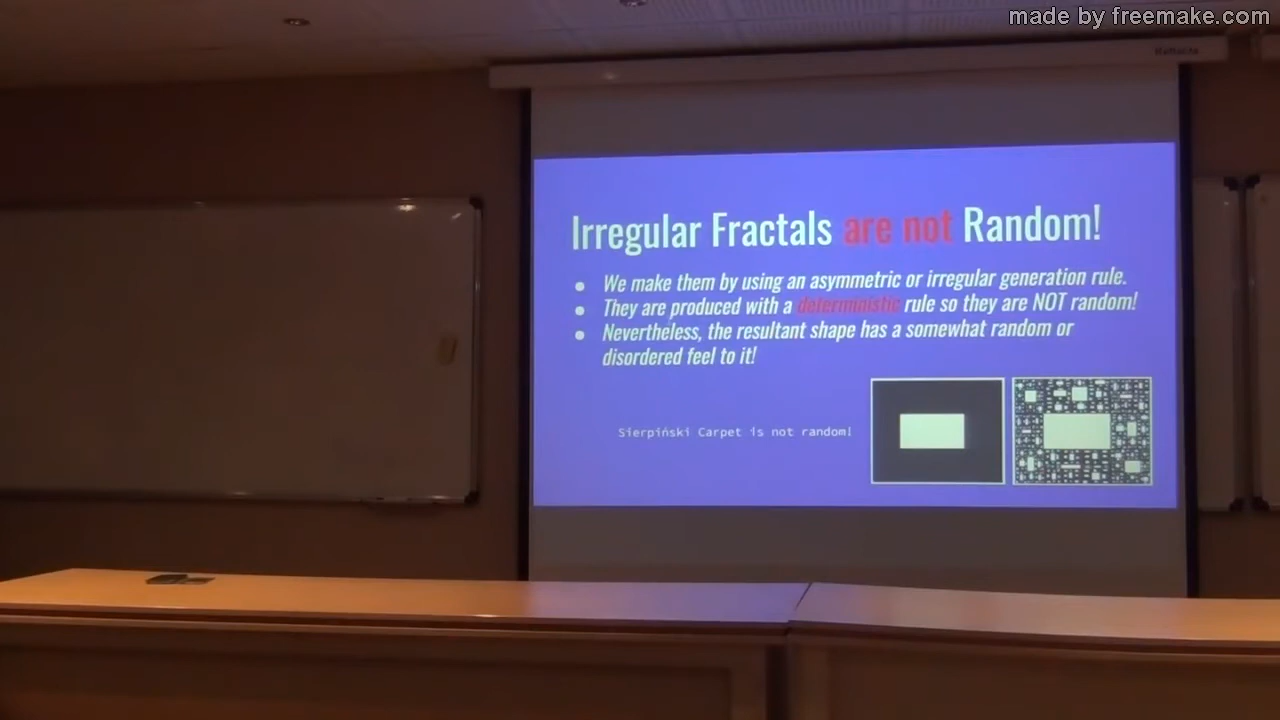 made by freemake.com
Irregular Fractals are not Random!
● We make them by using an asymmetric or irregular generation rule.
● They are produced with a deterministic rule so they are NOT random!
● Nevertheless, the resultant shape has a somewhat random or
disordered feel to it!
Sierpiński Carpet is not random!